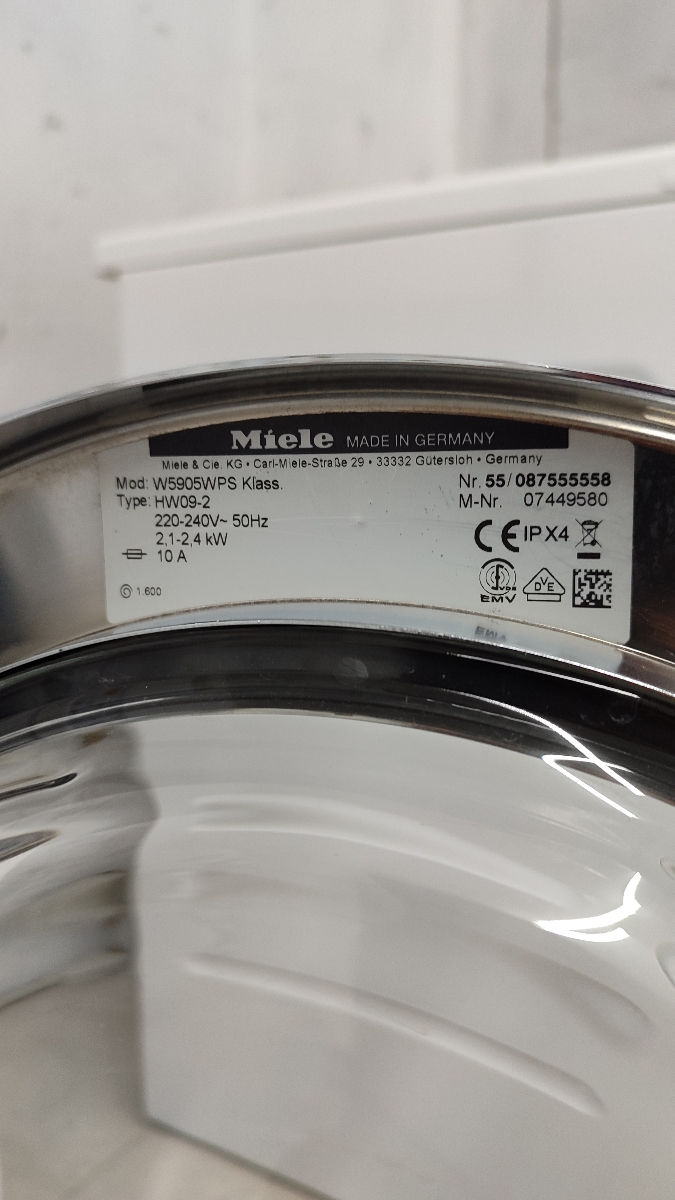 Miele MADE IN GERMANY
Miele & Cie. KG • Carl-Miele-Straße 29 • 33332 Gütersloh • Germany
Mod: W5905WPS Klass. Nr. 55/087555558
Type: HW09-2 M-Nr. 07449580
220-240V~ 50Hz
2,1-2,4 kW CE IPX4
10 A
VDE
EMV DVE
1.600